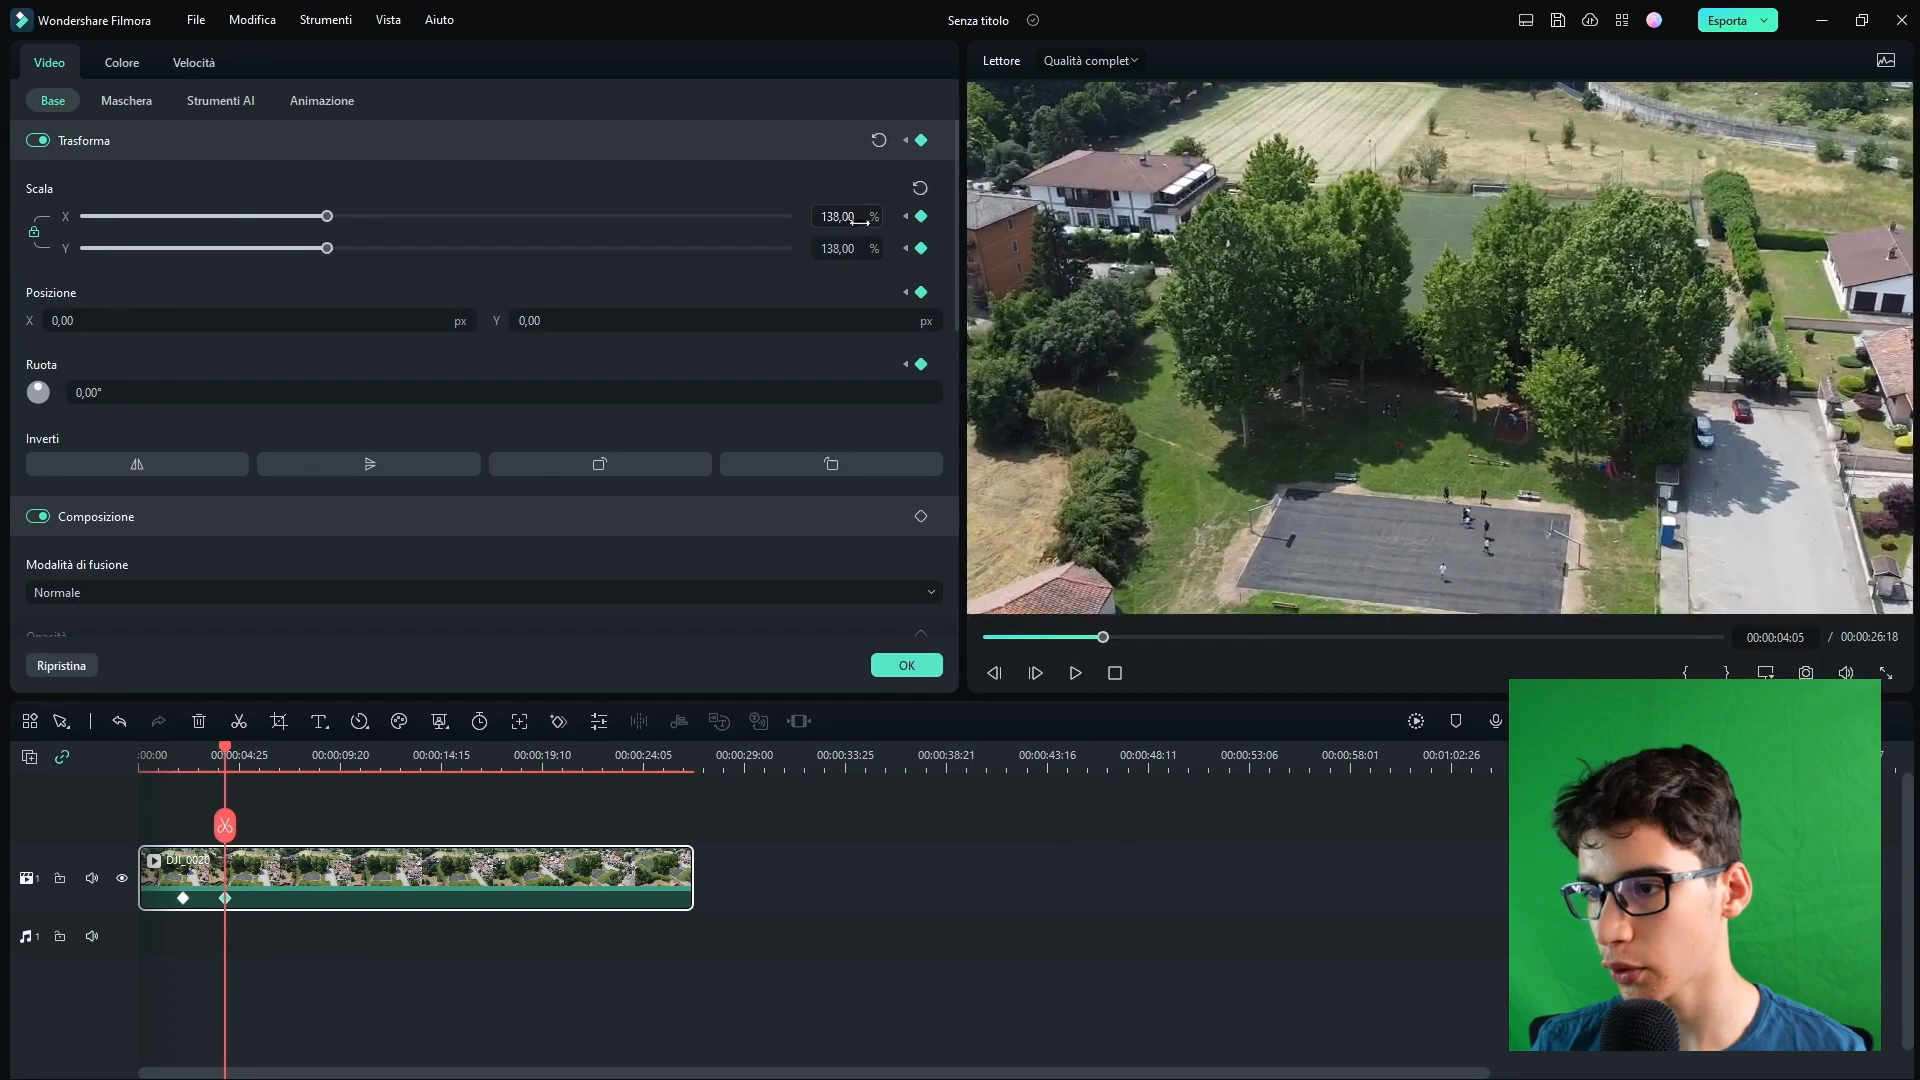 Wondershare Filmora
File
Modifica
Strumenti
Vista
Aiuto
Senza titolo
Esporta
Video
Colore
Velocità
Base
Maschera
Strumenti AI
Animazione
Trasforma
Scala
X
138,00 %
Y
138,00 %
Posizione
X 0,00 px
Y 0,00 px
Ruota
0,00°
Inverti
Composizione
Modalità di fusione
Normale
Opacità
Ripristina
OK
Lettore
Qualità complet
00:00:04:05 / 00:00:26:18
{ }
:00:00
00:00:04:25
00:00:09:20
00:00:14:15
00:00:19:10
00:00:24:05
00:00:29:00
00:00:33:25
00:00:38:21
00:00:43:16
00:00:48:11
00:00:53:06
00:00:58:01
00:01:02:26
DJI_0020
1
1